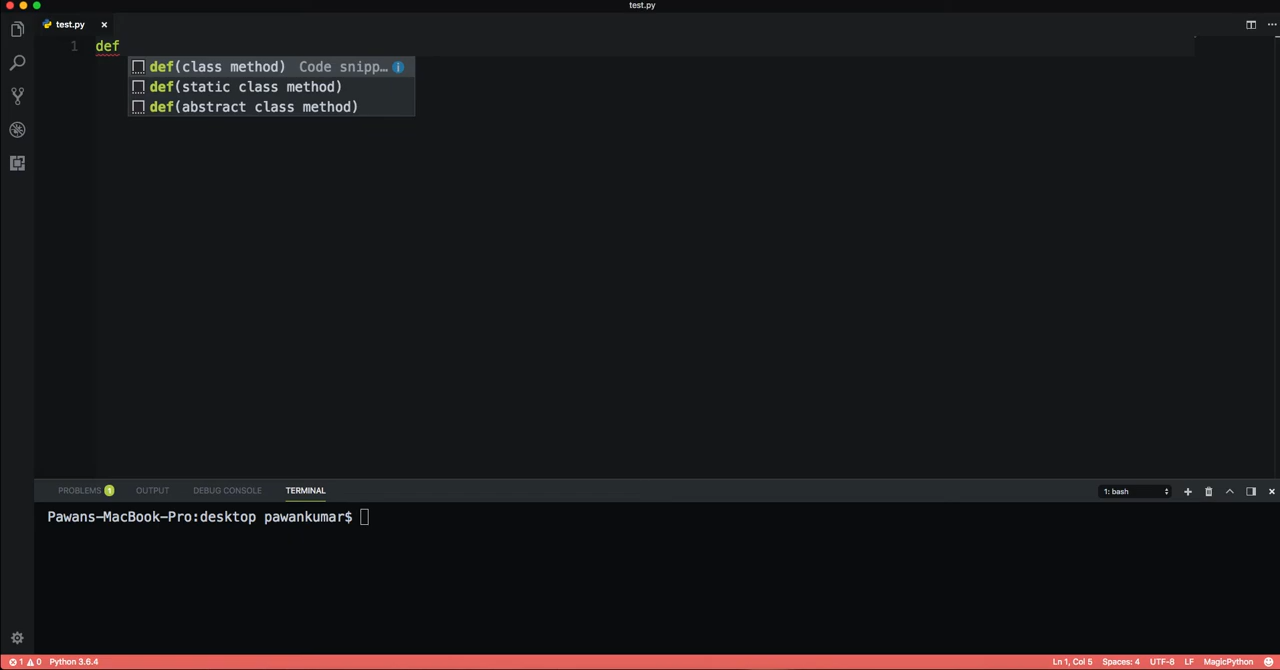 test.py
test.py
1 def
def(class method) Code snipp…
def(static class method)
def(abstract class method)
PROBLEMS 1 OUTPUT DEBUG CONSOLE TERMINAL 1: bash
Pawans-MacBook-Pro:desktop pawankumar$
1 0 Python 3.6.4 Ln 1, Col 5 Spaces: 4 UTF-8 LF MagicPython